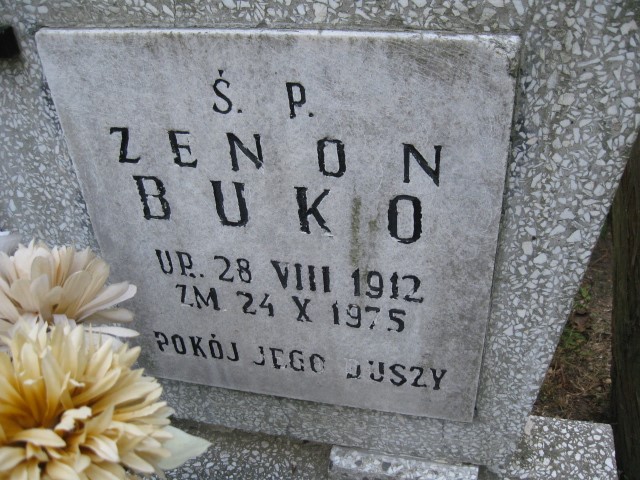 Ś. P.
ZENON
BUKO
UR. 28 VIII 1912
ZM. 24 X 1975
POKÓJ JEGO DUSZY